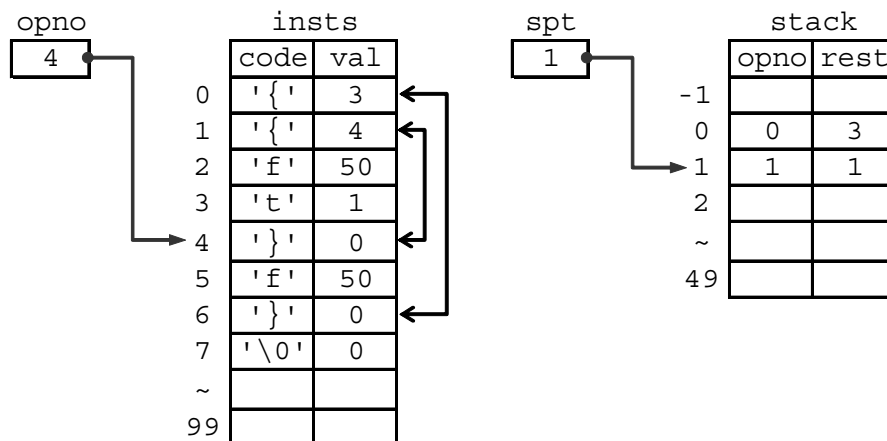 opno insts spt stack
4 code val 1 opno rest
0 '{' 3 -1
1 '{' 4 0 0 3
2 'f' 50 1 1 1
3 't' 1 2
4 '}' 0 ~
5 'f' 50 49
6 '}' 0
7 '\0' 0
~
99